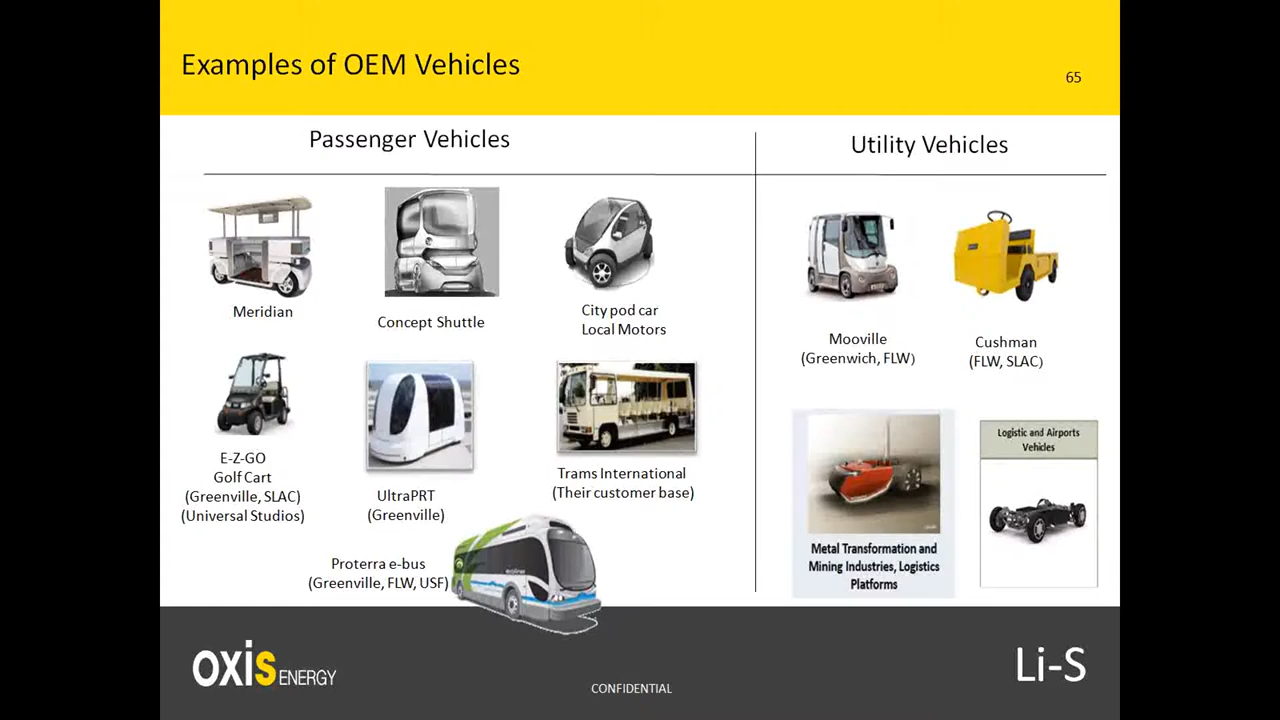 Examples of OEM Vehicles
65
Passenger Vehicles
Utility Vehicles
Meridian
Concept Shuttle
City pod car
Local Motors
Mooville
(Greenwich, FLW)
Cushman
(FLW, SLAC)
E-Z-GO
Golf Cart
(Greenville, SLAC)
(Universal Studios)
UltraPRT
(Greenville)
Trams International
(Their customer base)
Proterra e-bus
(Greenville, FLW, USF)
Metal Transformation and
Mining Industries, Logistics
Platforms
Logistic and Airports
Vehicles
oxis ENERGY
CONFIDENTIAL
Li-S